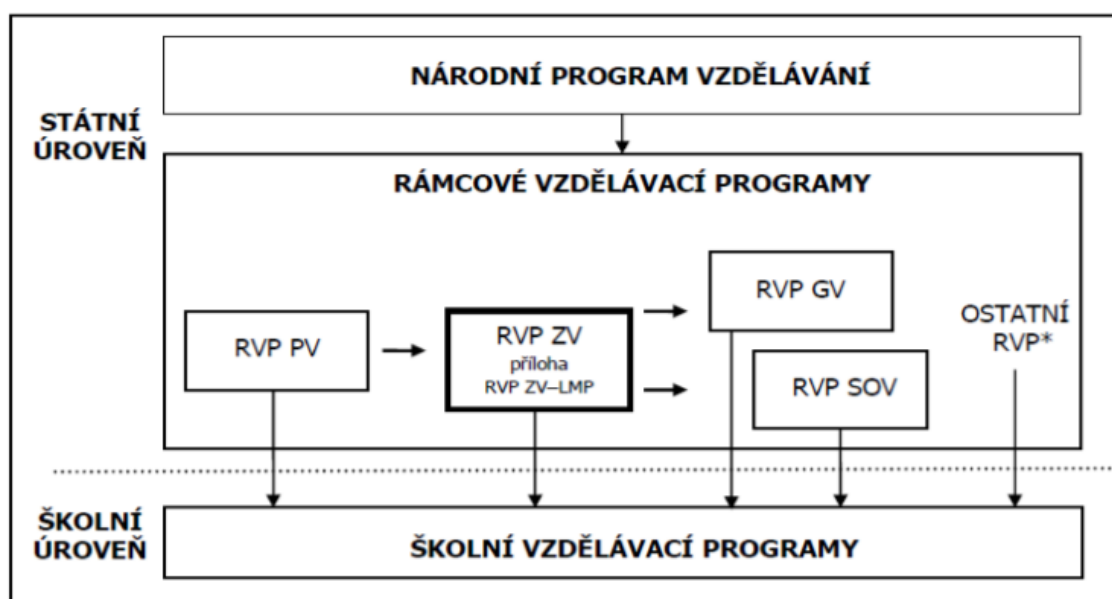 NÁRODNÍ PROGRAM VZDĚLÁVÁNÍ
STÁTNÍ
ÚROVEŇ
RÁMCOVÉ VZDĚLÁVACÍ PROGRAMY
RVP PV
RVP ZV
příloha
RVP ZV–LMP
RVP GV
RVP SOV
OSTATNÍ
RVP*
ŠKOLNÍ
ÚROVEŇ
ŠKOLNÍ VZDĚLÁVACÍ PROGRAMY